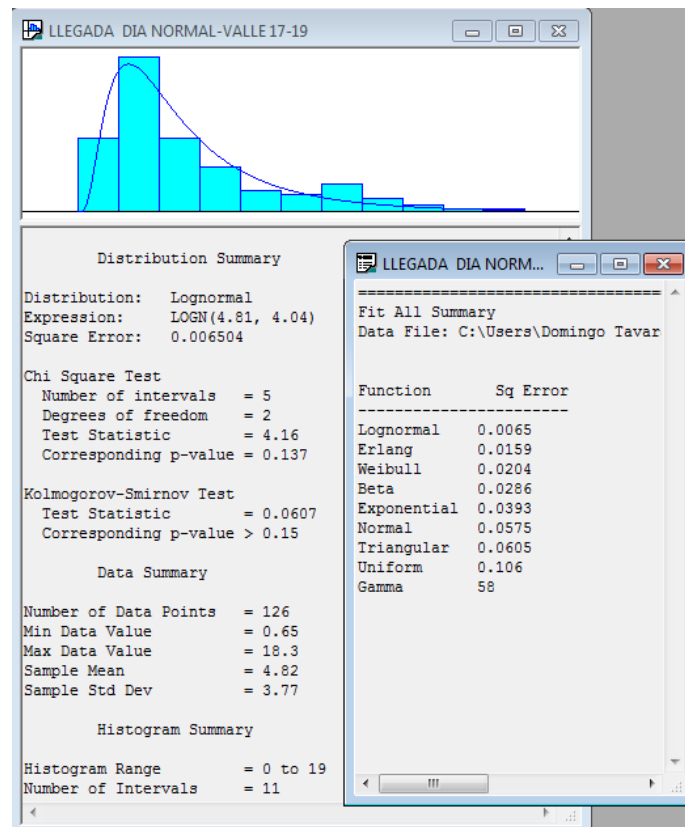 LLEGADA DIA NORMAL-VALLE 17-19
Distribution Summary
Distribution: Lognormal
Expression: LOGN(4.81, 4.04)
Square Error: 0.006504
Chi Square Test
Number of intervals = 5
Degrees of freedom = 2
Test Statistic = 4.16
Corresponding p-value = 0.137
Kolmogorov-Smirnov Test
Test Statistic = 0.0607
Corresponding p-value > 0.15
Data Summary
Number of Data Points = 126
Min Data Value = 0.65
Max Data Value = 18.3
Sample Mean = 4.82
Sample Std Dev = 3.77
Histogram Summary
Histogram Range = 0 to 19
Number of Intervals = 11
LLEGADA DIA NORM...
==================================
Fit All Summary
Data File: C:\Users\Domingo Tavar
Function Sq Error
-----------------------
Lognormal 0.0065
Erlang 0.0159
Weibull 0.0204
Beta 0.0286
Exponential 0.0393
Normal 0.0575
Triangular 0.0605
Uniform 0.106
Gamma 58